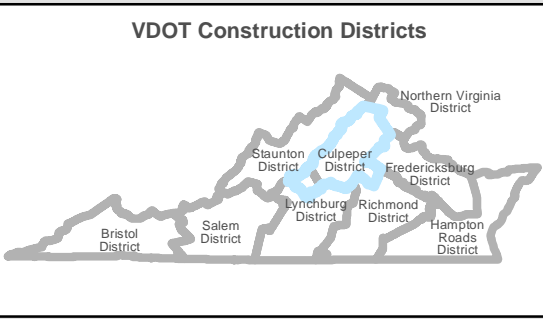 VDOT Construction Districts
Northern Virginia
District
Staunton
District
Culpeper
District
Fredericksburg
District
Lynchburg
District
Richmond
District
Salem
District
Bristol
District
Hampton
Roads
District